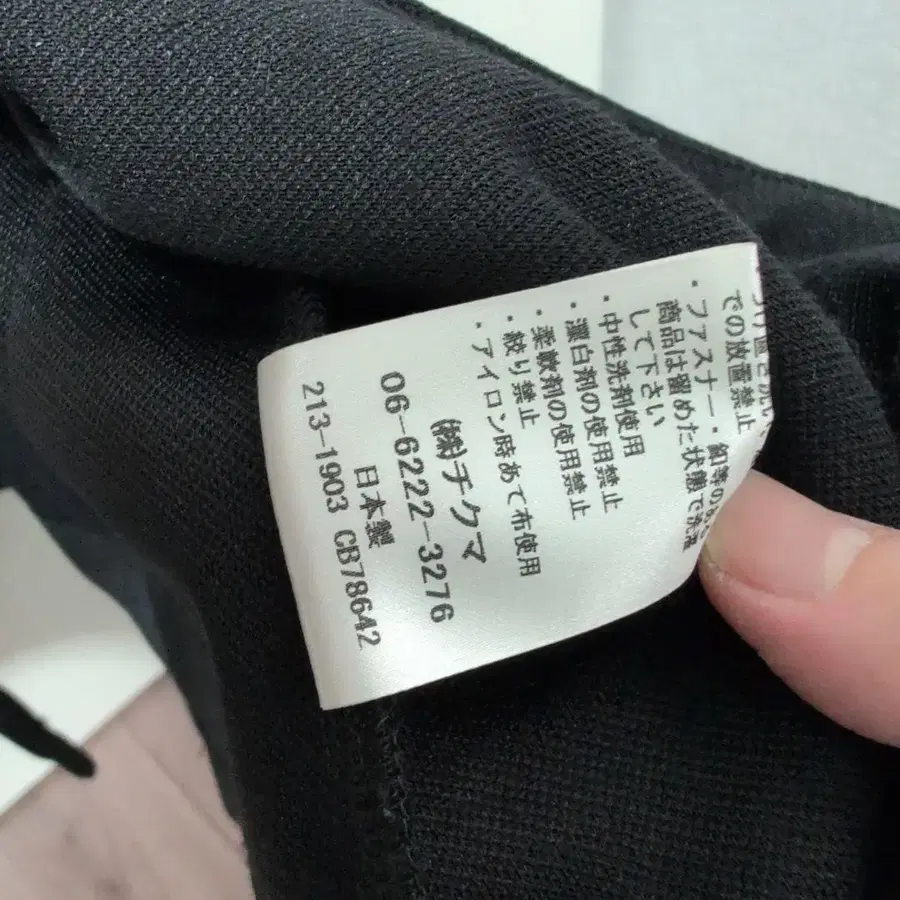 での放置禁止
・ファスナー・釦等のある
商品は留めた状態で洗濯
して下さい
・中性洗剤使用
・漂白剤の使用禁止
・柔軟剤の使用禁止
・絞り禁止
・アイロン時あて布使用
㈱チクマ
06-6222-3276
日本製
213-1903 CB78642